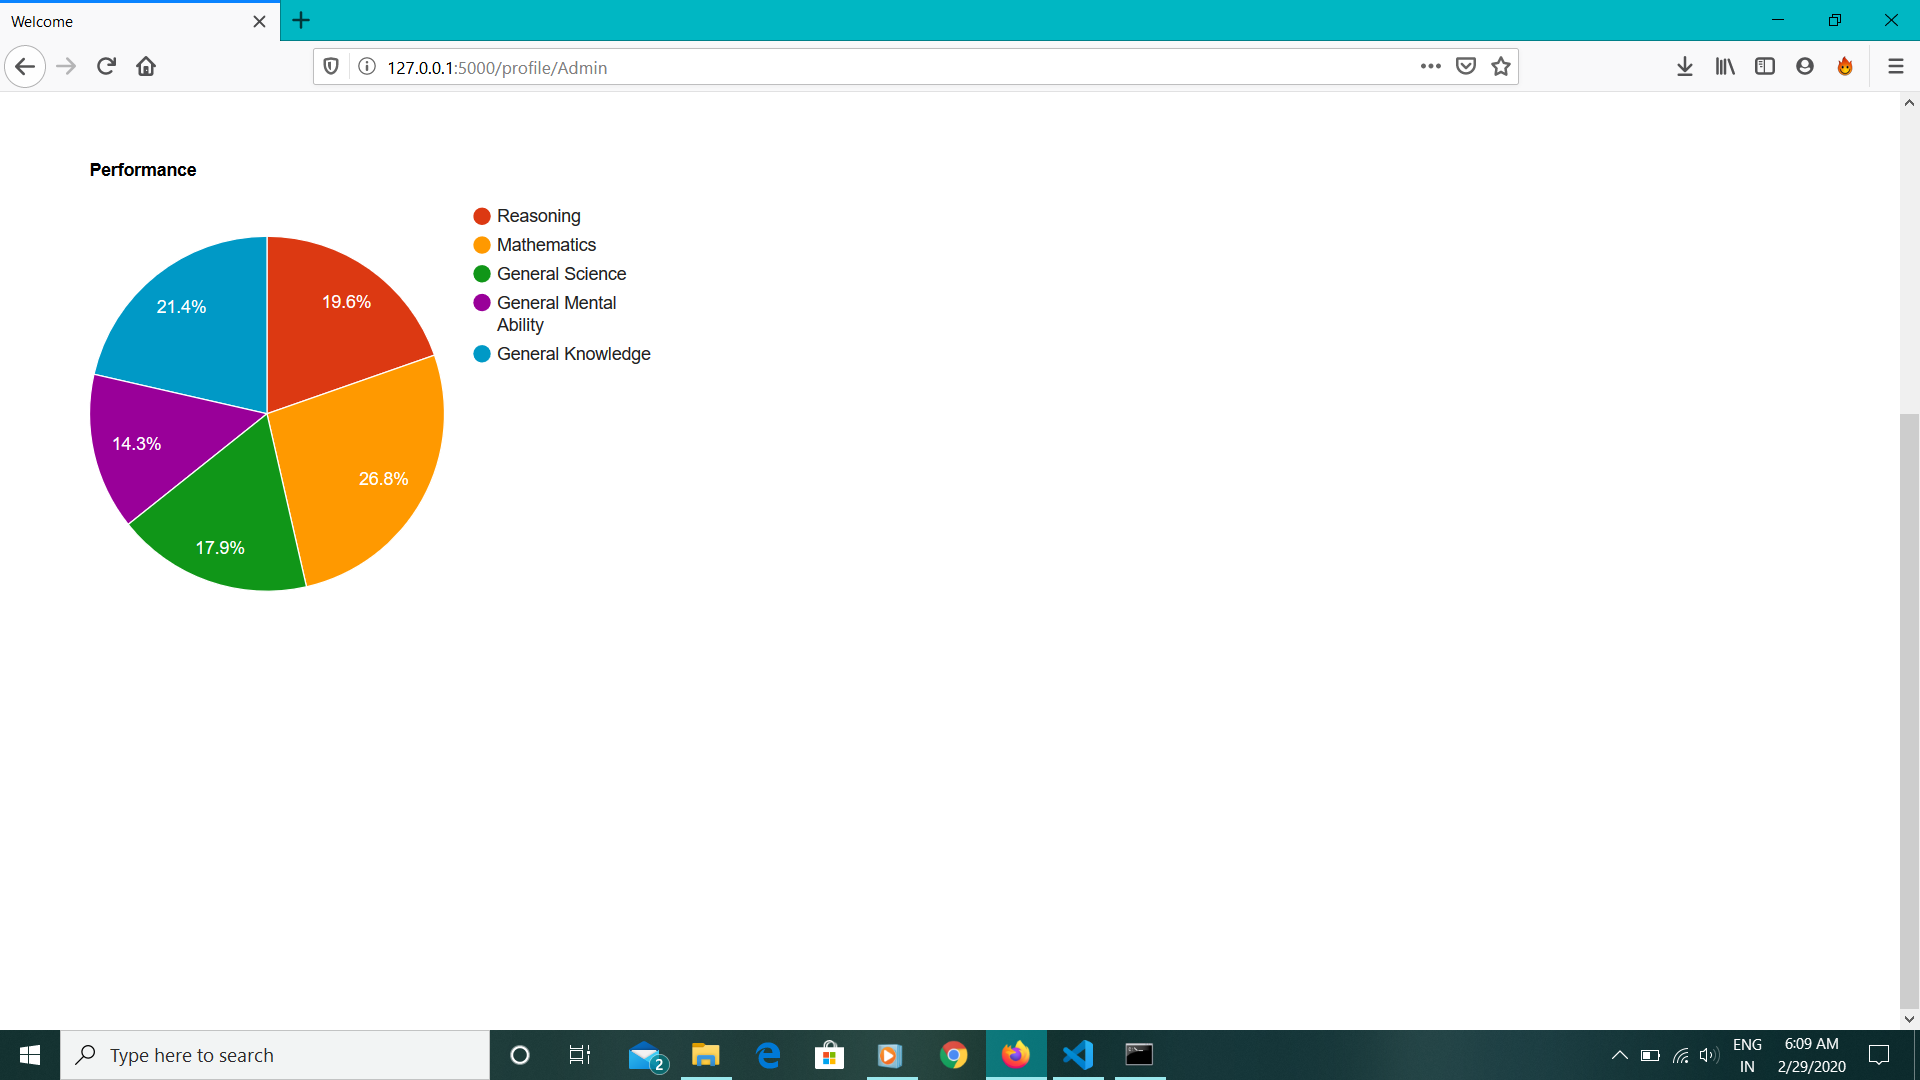 Welcome
127.0.0.1:5000/profile/Admin
Performance
Reasoning
Mathematics
General Science
General Mental
Ability
General Knowledge
19.6%
21.4%
14.3%
26.8%
17.9%
Type here to search
2
ENG
IN
6:09 AM
2/29/2020